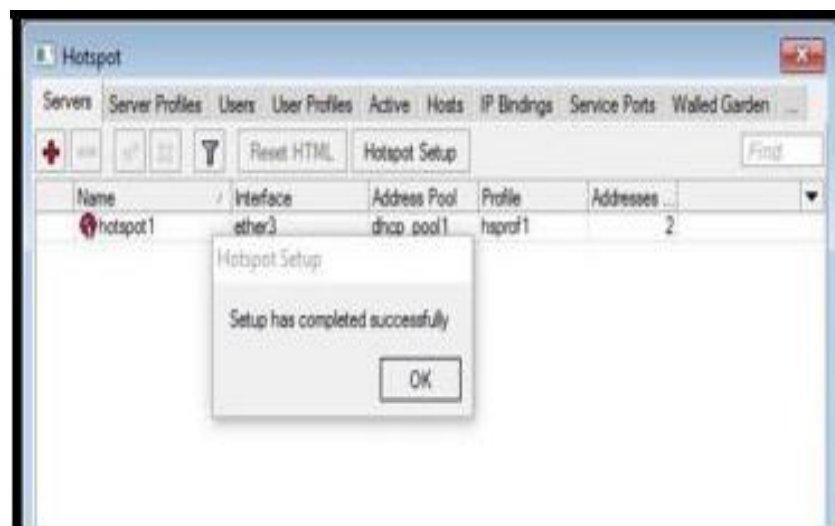 Hotspot
Servers Server Profiles Users User Profiles Active Hosts IP Bindings Service Ports Walled Garden ...
Reset HTML Hotspot Setup Find
Name Interface Address Pool Profile Addresses ...
hotspot1 ether3 dhcp_pool1 hsprof1 2
Hotspot Setup
Setup has completed successfully
OK